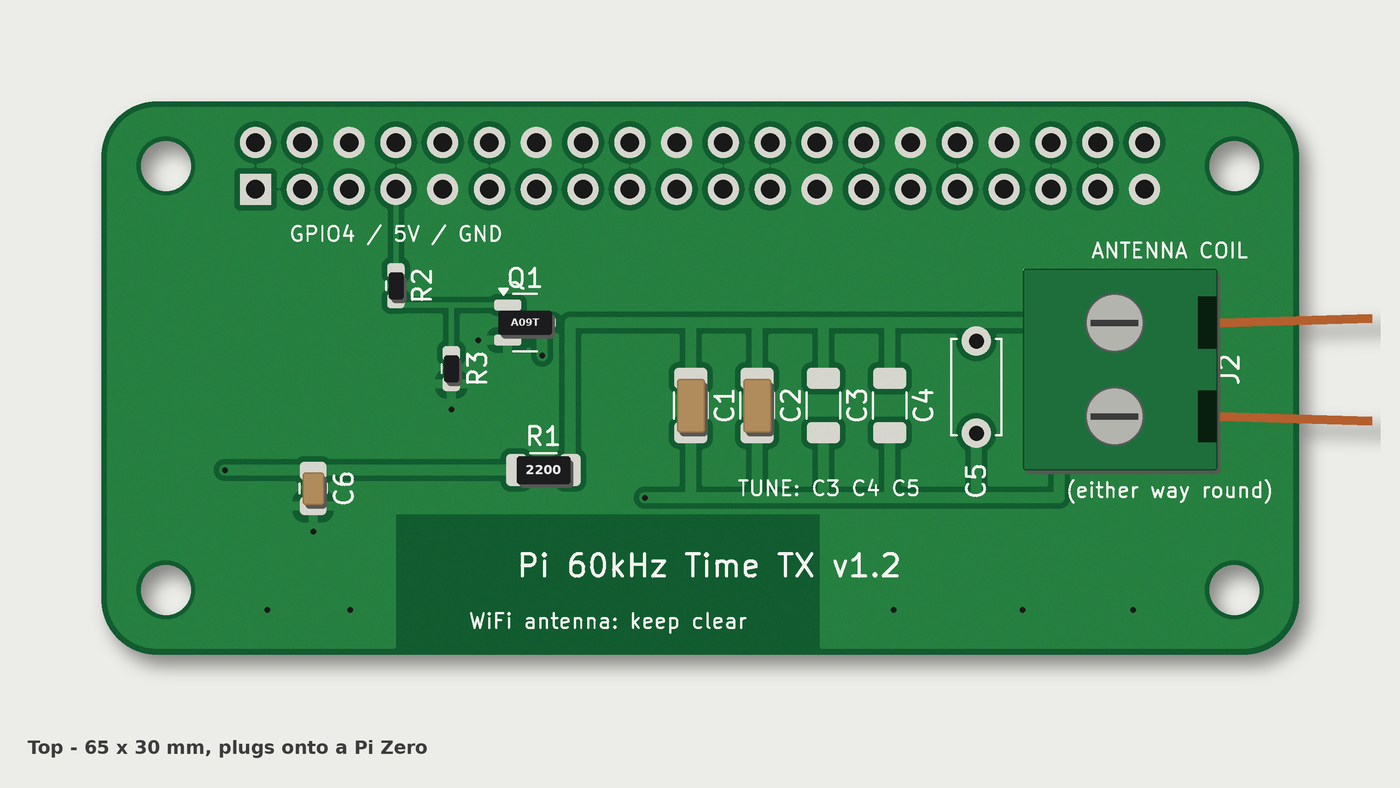 ANTENNA COIL
GPIO4 / 5V / GND
Q1
R2
A09T
R3
J2
C1
C2
C3
C4
R1
2200
C6
C5
TUNE: C3 C4 C5
(either way round)
Pi 60kHz Time TX v1.2
WiFi antenna: keep clear
Top - 65 x 30 mm, plugs onto a Pi Zero